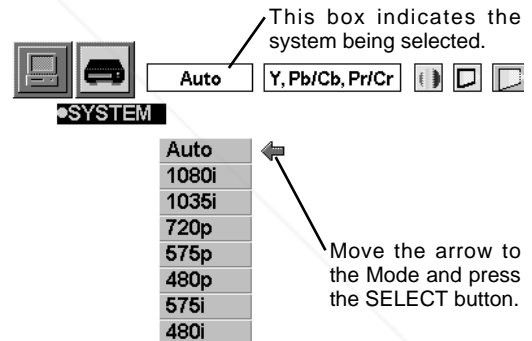 This box indicates the
system being selected.
Auto
Y, Pb/Cb, Pr/Cr
●SYSTEM
Auto
1080i
1035i
720p
575p
480p
575i
480i
Move the arrow to
the Mode and press
the SELECT button.